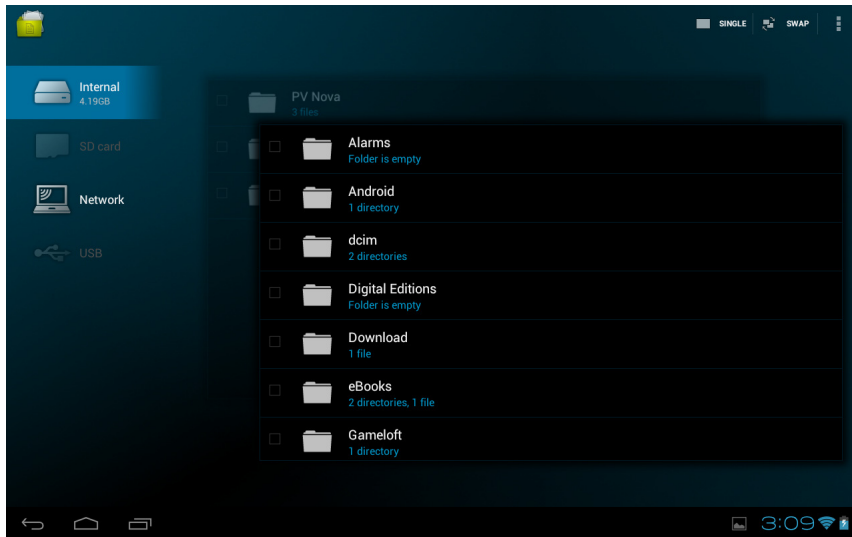 SINGLE
SWAP
Internal
4.19GB
SD card
Network
USB
PV Nova
3 files
Alarms
Folder is empty
Android
1 directory
dcim
2 directories
Digital Editions
Folder is empty
Download
1 file
eBooks
2 directories, 1 file
Gameloft
1 directory
3:09